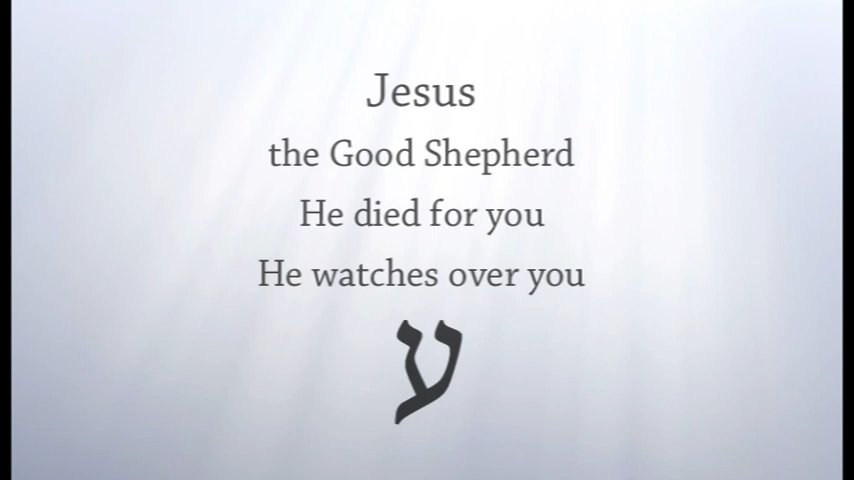 Jesus
the Good Shepherd
He died for you
He watches over you
ע